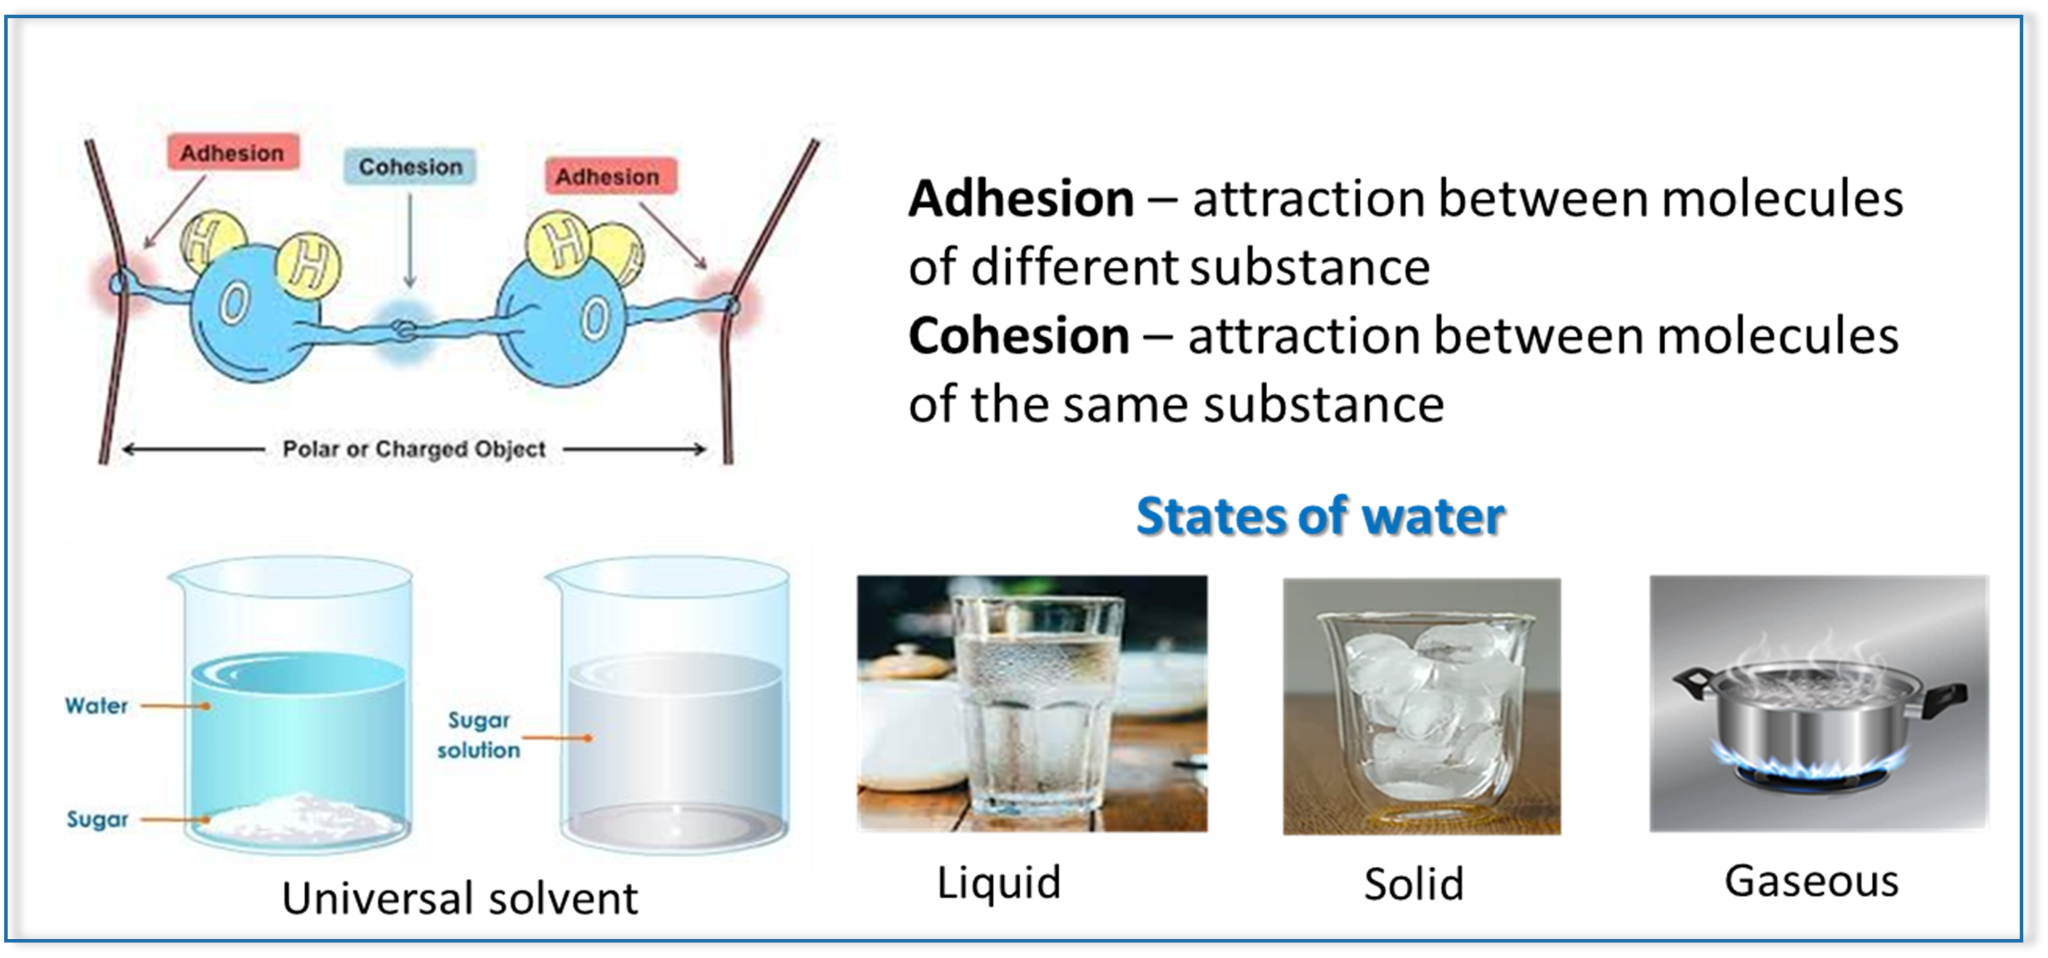 Adhesion
Cohesion
Adhesion
H
H
O
H
H
O
Polar or Charged Object
Adhesion – attraction between molecules
of different substance
Cohesion – attraction between molecules
of the same substance
States of water
Water
Sugar
Sugar
solution
Universal solvent
Liquid
Solid
Gaseous